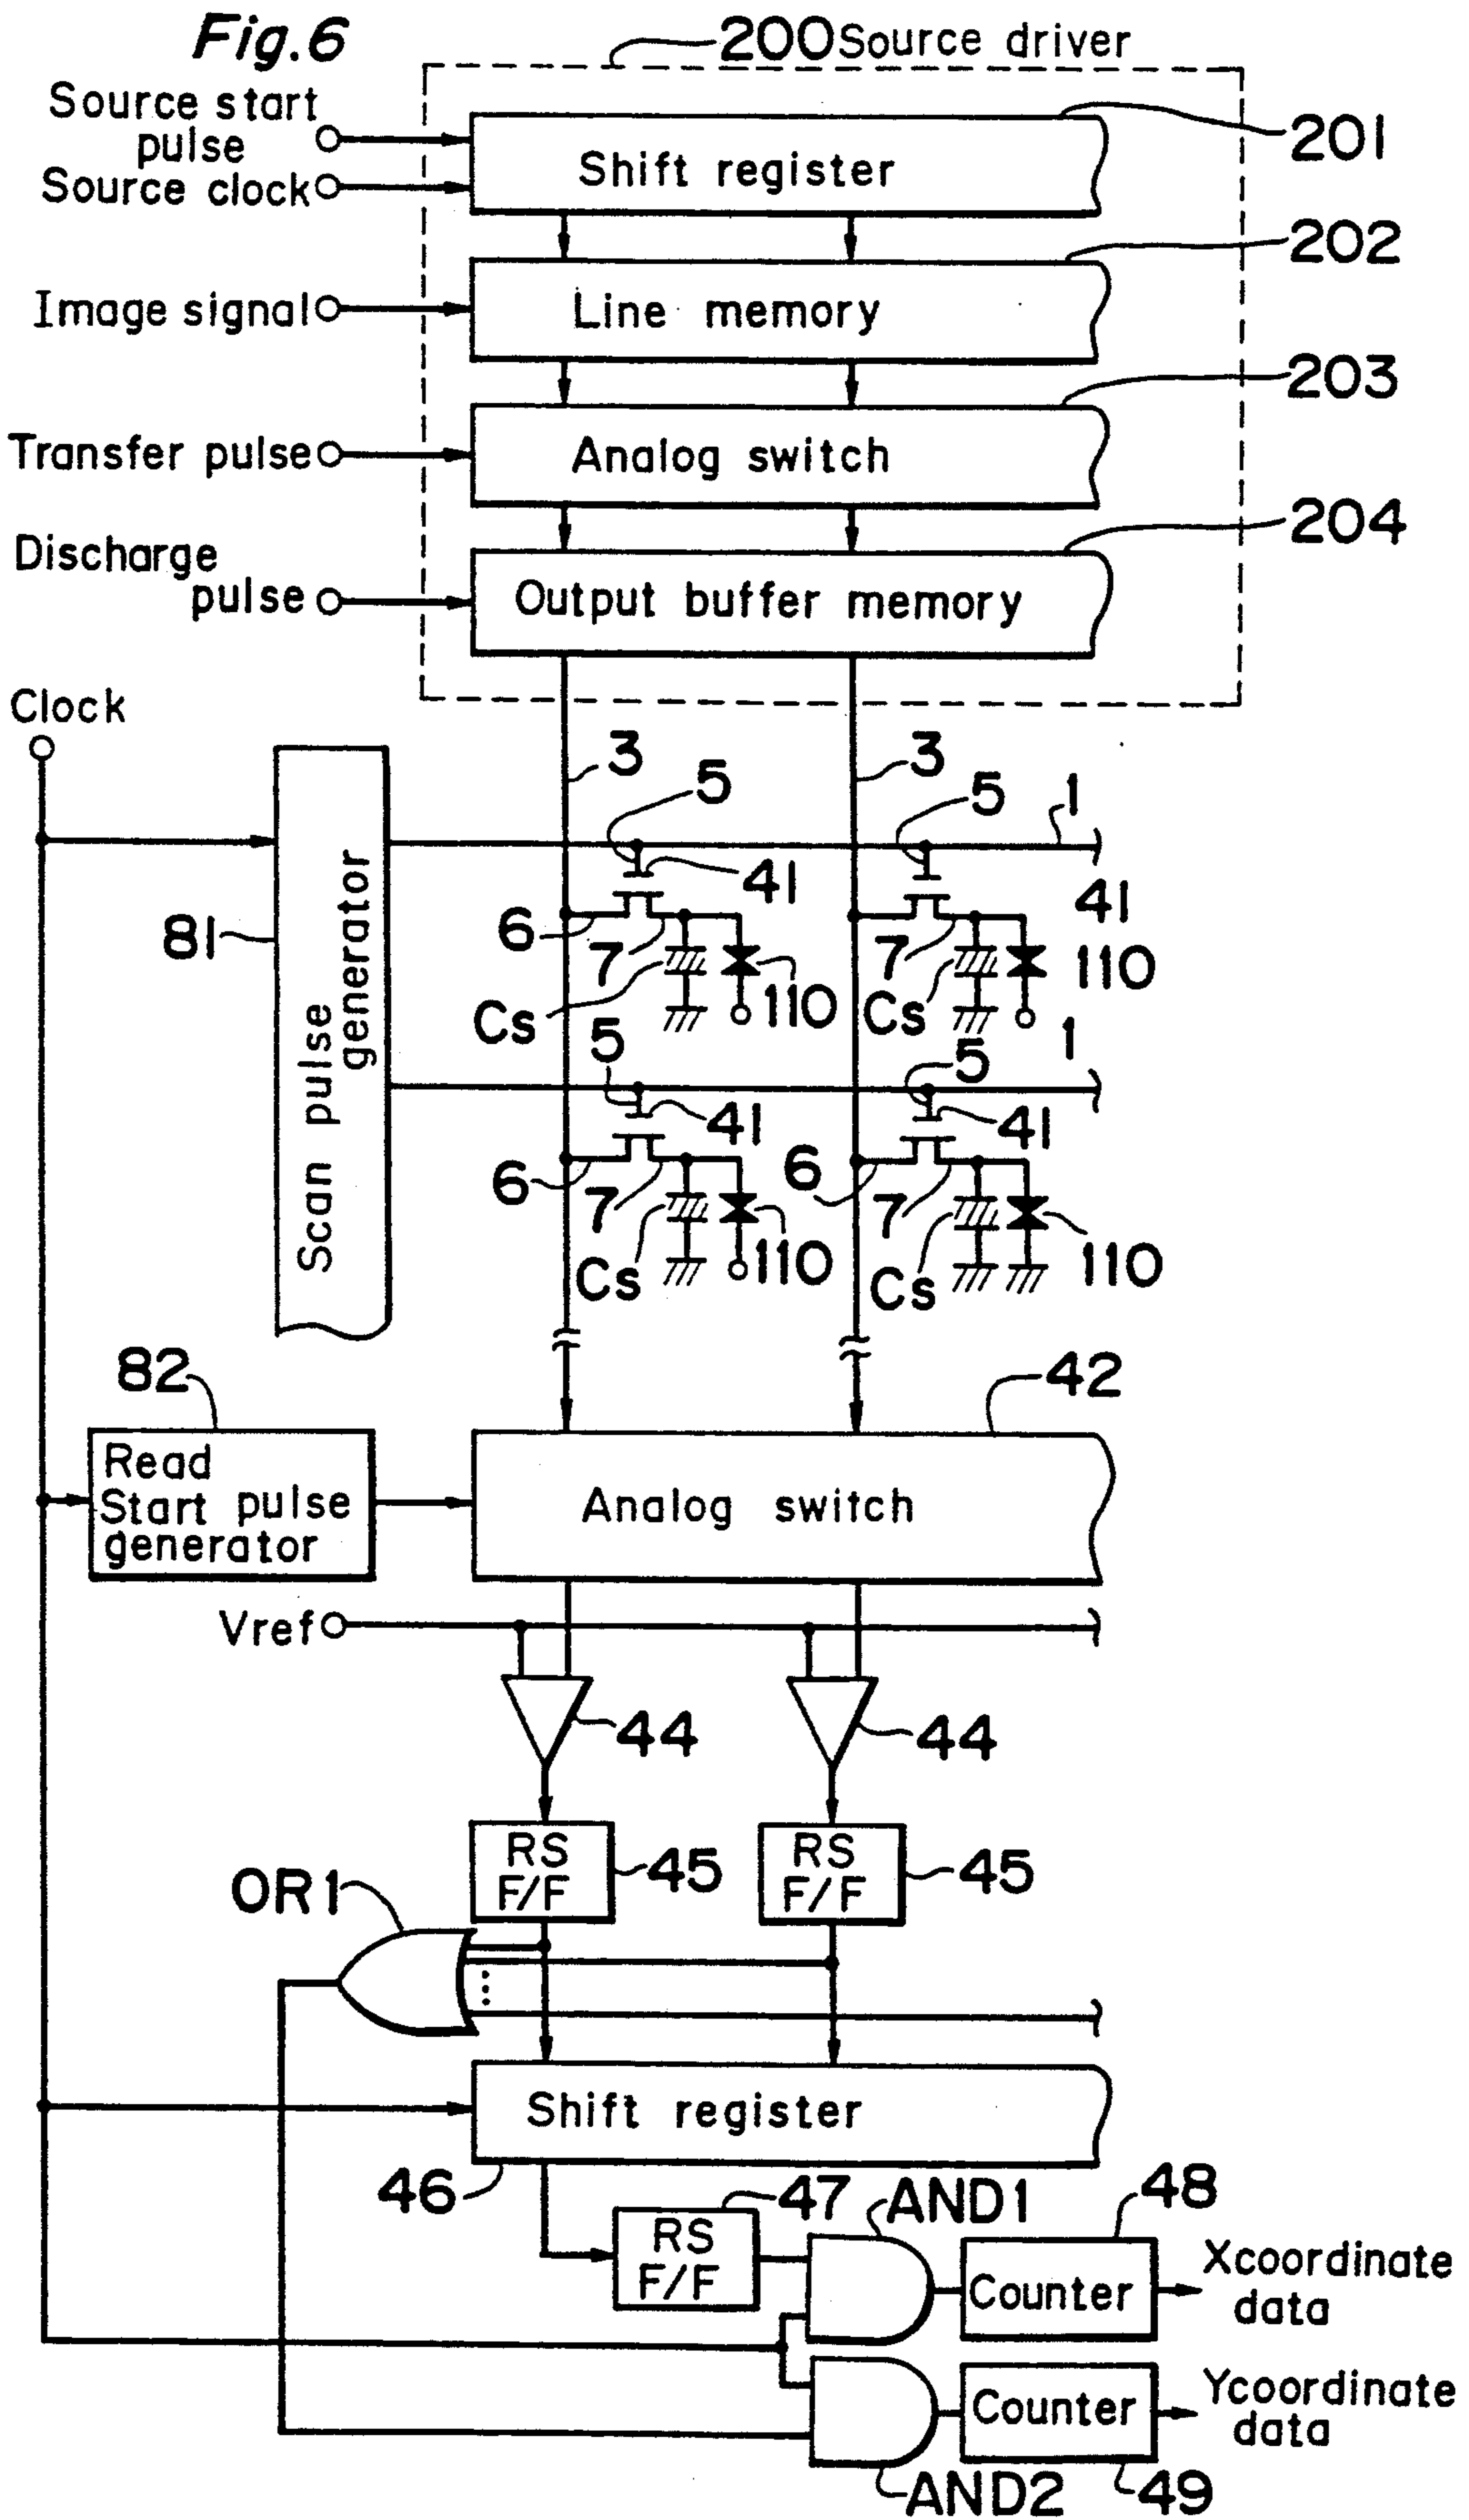 Fig.6
200 Source driver
Source start
pulse
Source clock
Shift register
201
202
Image signal
Line memory
203
Transfer pulse
Analog switch
204
Discharge
pulse
Output buffer memory
Clock
3
3
5
5
1
41
41
81
6
7
7
110
Cs
110
Cs
Scan pulse
generator
5
5
1
41
41
6
7
6
7
Cs
110
Cs
110
82
42
Read
Start pulse
generator
Analog switch
Vref
44
44
RS
F/F
45
RS
F/F
45
OR1
Shift register
46
47
AND1
48
RS
F/F
Counter
Xcoordinate
data
Counter
Ycoordinate
data
AND2
49